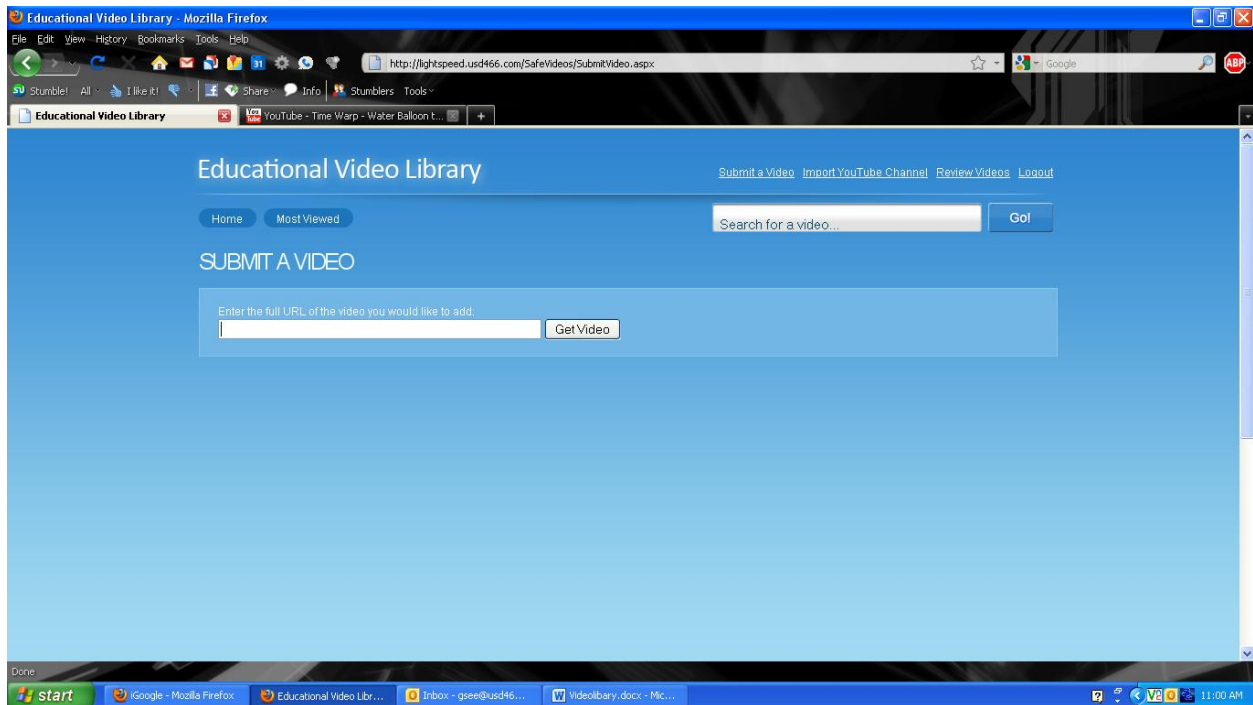 Educational Video Library - Mozilla Firefox
File Edit View History Bookmarks Tools Help
31 http://lightspeed.usd466.com/SafeVideos/SubmitVideo.aspx Google ABP
Stumble! All I like it! Share Info Stumblers Tools
Educational Video Library YouTube - Time Warp - Water Balloon t... +
Educational Video Library
Submit a Video Import YouTube Channel Review Videos Logout
Home Most Viewed Search for a video... Go!
SUBMIT A VIDEO
Enter the full URL of the video you would like to add.
Get Video
Done
start iGoogle - Mozilla Firefox Educational Video Libr... Inbox - gsee@usd46... Videolibary.docx - Mic... 11:00 AM